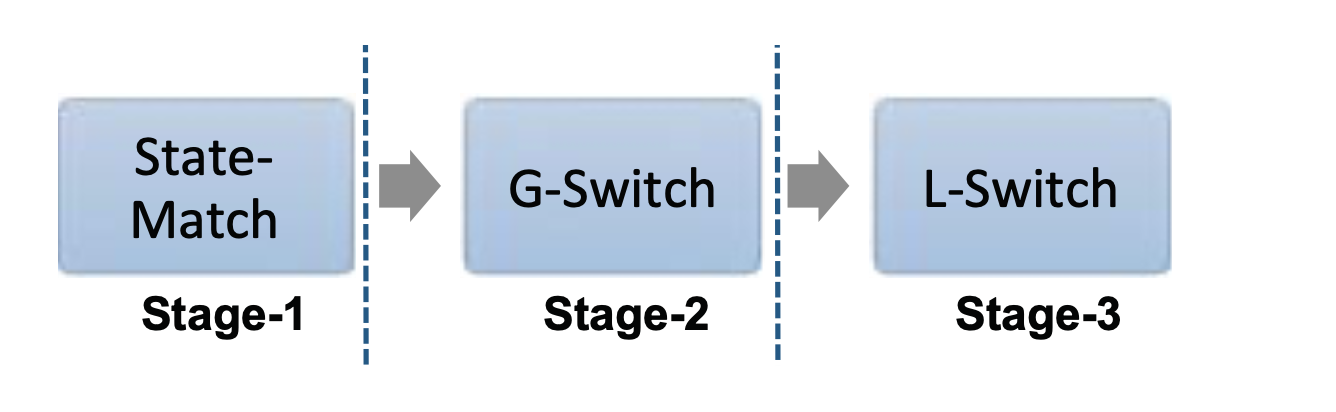 State-
Match
G-Switch
L-Switch
Stage-1
Stage-2
Stage-3